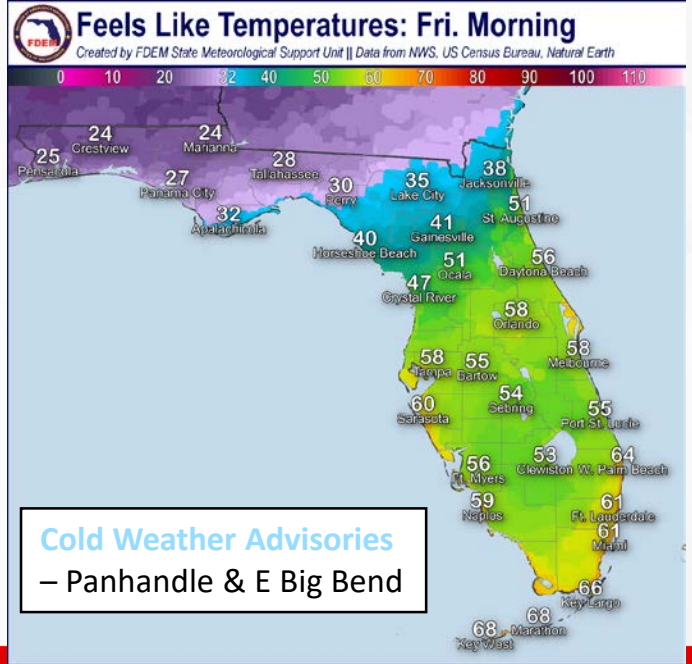 Feels Like Temperatures: Fri. Morning
FDEM
Created by FDEM State Meteorological Support Unit || Data from NWS, US Census Bureau, Natural Earth
0 10 20 32 40 50 60 70 80 90 100 110
24
Crestview
24
Marianna
25
Pensacola
28
Tallahassee
27
Panama City
30
Perry
35
Lake City
38
Jacksonville
32
Apalachicola
51
St. Augustine
41
Gainesville
40
Horseshoe Beach
51
Ocala
56
Daytona Beach
47
Crystal River
58
Orlando
58
Tampa
55
Bartow
58
Melbourne
60
Sarasota
54
Sebring
55
Port St. Lucie
56
Ft. Myers
53
Clewiston
64
W. Palm Beach
59
Naples
61
Ft. Lauderdale
61
Miami
66
Key Largo
68
Marathon
68
Key West
Cold Weather Advisories
– Panhandle & E Big Bend